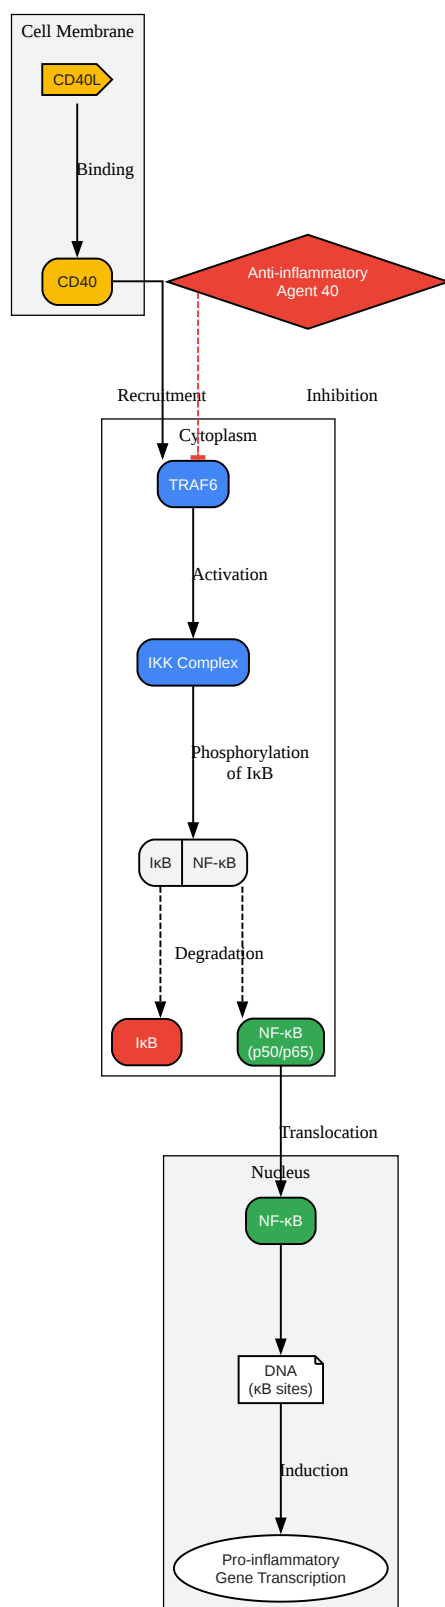 Cell Membrane
CD40L
Binding
CD40
Anti-inflammatory
Agent 40
Recruitment
Inhibition
Cytoplasm
TRAF6
Activation
IKK Complex
Phosphorylation
of IκB
IκB
NF-κB
Degradation
IκB
NF-κB
(p50/p65)
Translocation
Nucleus
NF-κB
DNA
(κB sites)
Induction
Pro-inflammatory
Gene Transcription